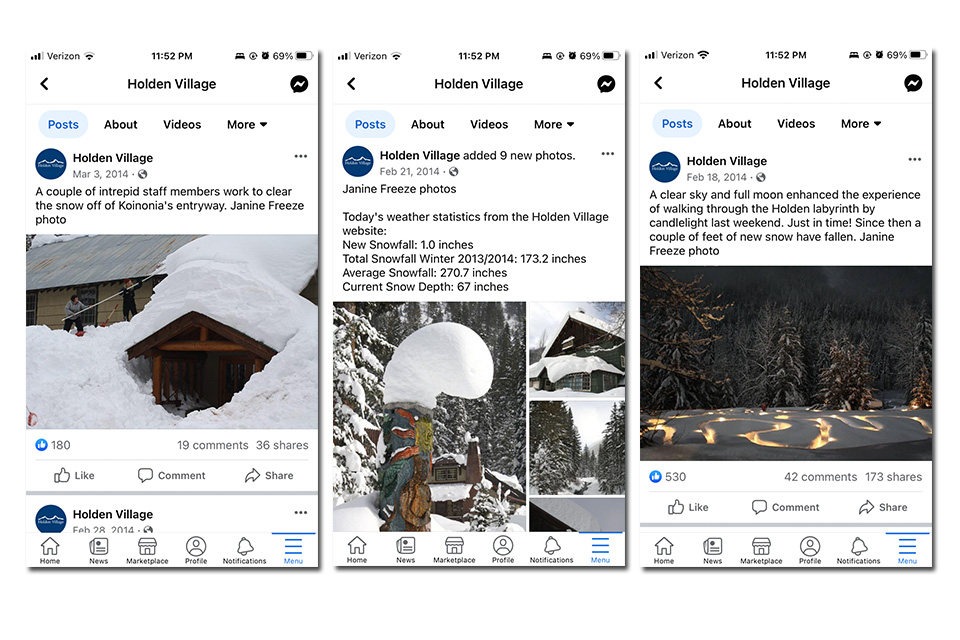 Verizon 11:52 PM 69%
Holden Village
Posts About Videos More
Holden Village
Mar 3, 2014 ·
A couple of intrepid staff members work to clear
the snow off of Koinonia's entryway. Janine Freeze
photo
180 19 comments 36 shares
Like Comment Share
Holden Village
Feb 28, 2014 ·
Home News Marketplace Profile Notifications Menu
Verizon 11:52 PM 69%
Holden Village
Posts About Videos More
Holden Village added 9 new photos.
Feb 21, 2014 ·
Janine Freeze photos
Today's weather statistics from the Holden Village
website:
New Snowfall: 1.0 inches
Total Snowfall Winter 2013/2014: 173.2 inches
Average Snowfall: 270.7 inches
Current Snow Depth: 67 inches
Home News Marketplace Profile Notifications Menu
Verizon 11:52 PM 69%
Holden Village
Posts About Videos More
Holden Village
Feb 18, 2014 ·
A clear sky and full moon enhanced the experience
of walking through the Holden labyrinth by
candlelight last weekend. Just in time! Since then a
couple of feet of new snow have fallen. Janine
Freeze photo
530 42 comments 173 shares
Like Comment Share
Home News Marketplace Profile Notifications Menu